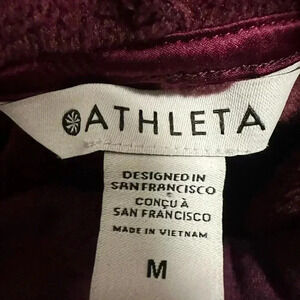 ATHLETA
DESIGNED IN
SAN FRANCISCO
CONÇU À
SAN FRANCISCO
MADE IN VIETNAM
M